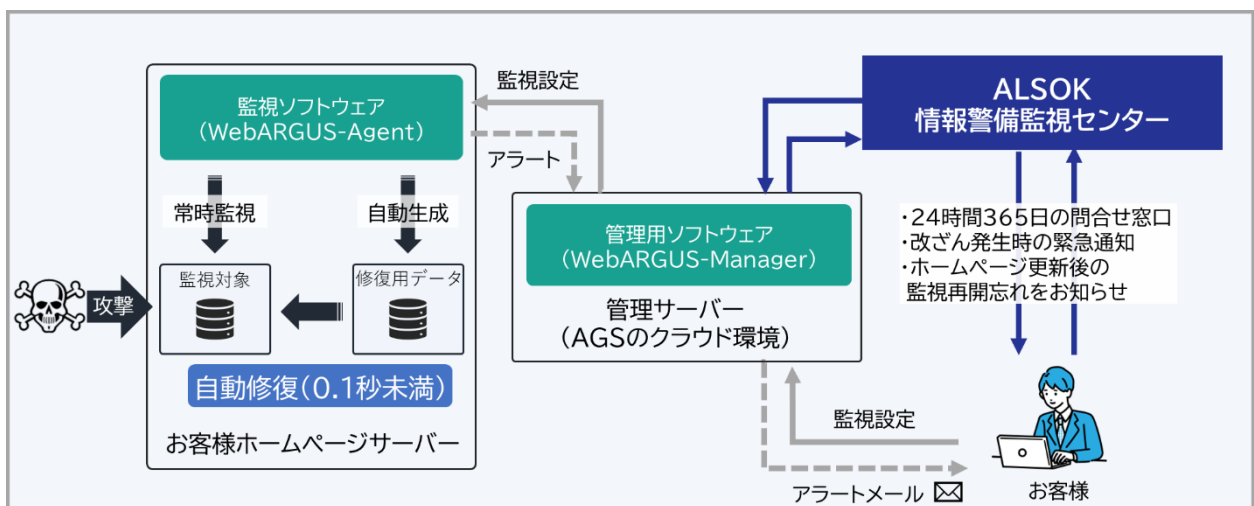 監視ソフトウェア
(WebARGUS-Agent)
常時監視
自動生成
攻撃
監視対象
修復用データ
自動修復(0.1秒未満)
お客様ホームページサーバー
監視設定
アラート
管理用ソフトウェア
(WebARGUS-Manager)
管理サーバー
(AGSのクラウド環境)
ALSOK
情報警備監視センター
・24時間365日の問合せ窓口
・改ざん発生時の緊急通知
・ホームページ更新後の
監視再開忘れをお知らせ
監視設定
アラートメール
お客様